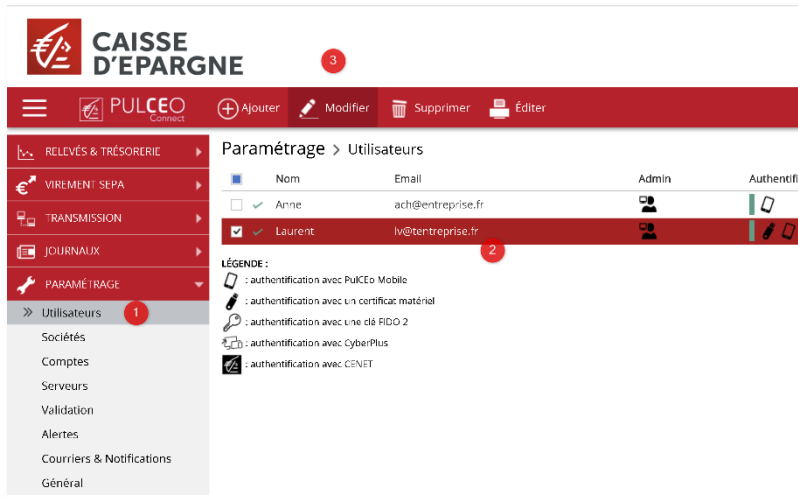 CAISSE
D'EPARGNE
3
PULCEO
Connect
Ajouter
Modifier
Supprimer
Éditer
RELEVÉS & TRÉSORERIE
VIREMENT SEPA
TRANSMISSION
JOURNAUX
PARAMÉTRAGE
Utilisateurs 1
Sociétés
Comptes
Serveurs
Validation
Alertes
Courriers & Notifications
Général
Paramétrage > Utilisateurs
Nom Email Admin Authentifi
Anne ach@entreprise.fr
Laurent lv@tentreprise.fr
2
LÉGENDE :
: authentification avec PulCEo Mobile
: authentification avec un certificat matériel
: authentification avec une clé FIDO 2
: authentification avec CyberPlus
: authentification avec CENET